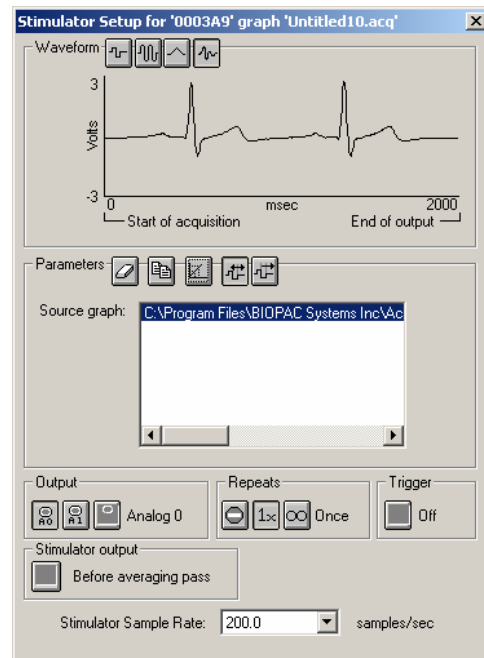 Stimulator Setup for '0003A9' graph 'Untitled10.acq'
Waveform
3
Volts
-3
0 msec 2000
Start of acquisition End of output
Parameters
Source graph: C:\Program Files\BIOPAC Systems Inc\Ac
Output Repeats Trigger
A0 A1 Analog 0 1x Once Off
Stimulator output
Before averaging pass
Stimulator Sample Rate: 200.0 samples/sec